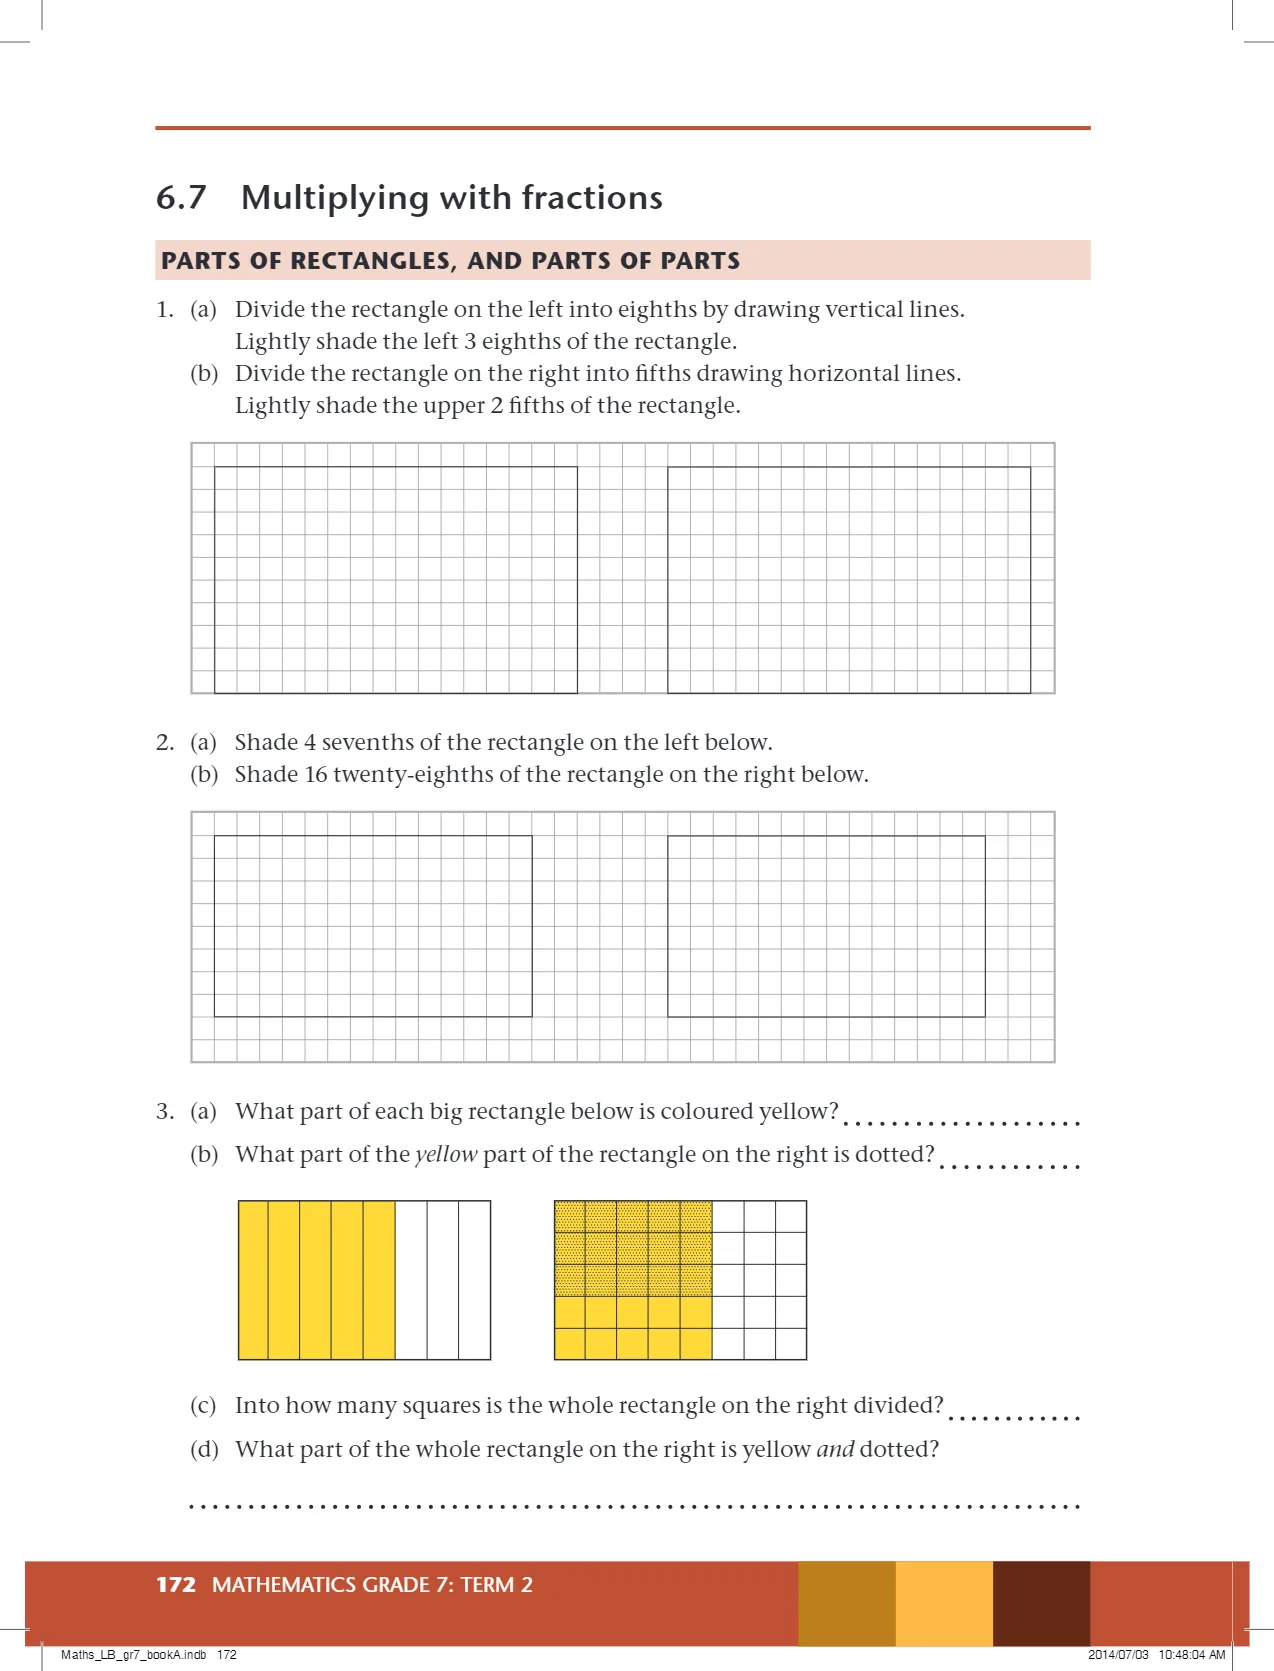 6.7 Multiplying with fractions
PARTS OF RECTANGLES, AND PARTS OF PARTS
1. (a) Divide the rectangle on the left into eighths by drawing vertical lines.
Lightly shade the left 3 eighths of the rectangle.
(b) Divide the rectangle on the right into fifths drawing horizontal lines.
Lightly shade the upper 2 fifths of the rectangle.
2. (a) Shade 4 sevenths of the rectangle on the left below.
(b) Shade 16 twenty-eighths of the rectangle on the right below.
3. (a) What part of each big rectangle below is coloured yellow?
(b) What part of the yellow part of the rectangle on the right is dotted?
(c) Into how many squares is the whole rectangle on the right divided?
(d) What part of the whole rectangle on the right is yellow and dotted?
172 MATHEMATICS GRADE 7: TERM 2
Maths_LB_gr7_bookA.indb 172
2014/07/03 10:48:04 AM